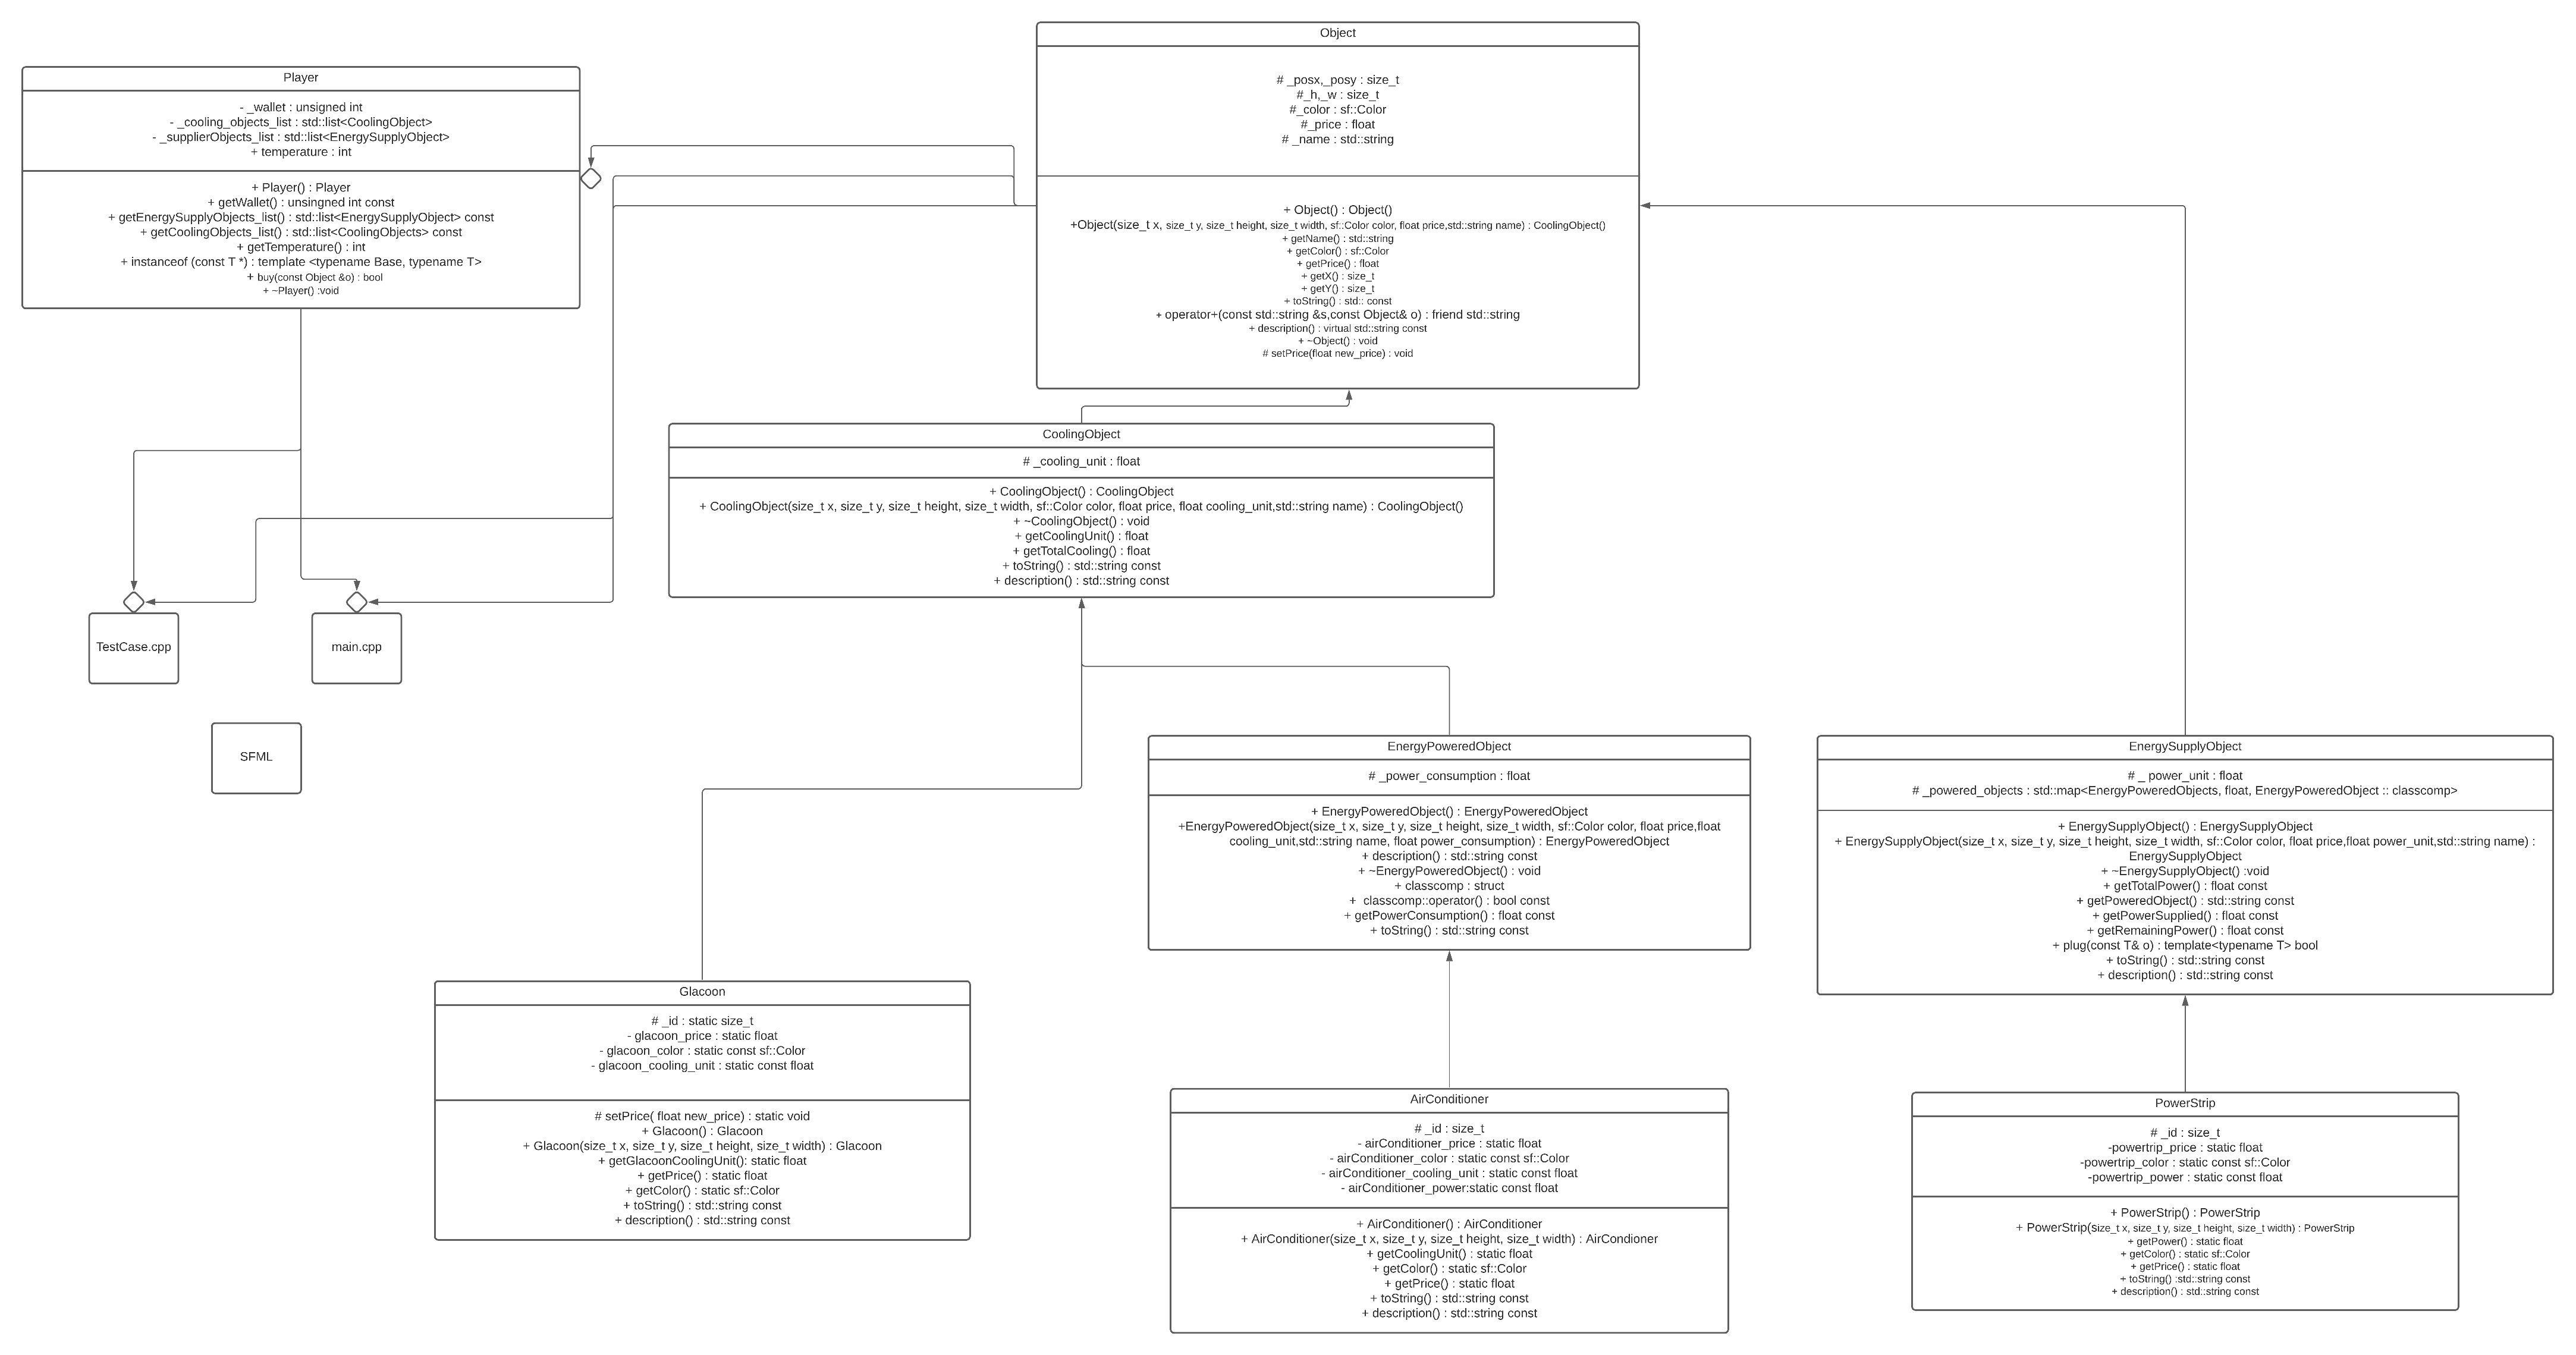 Object
# _posx,_posy : size_t
#_h,_w : size_t
#_color : sf::Color
#_price : float
# _name : std::string
+ Object() : Object()
+Object(size_t x, size_t y, size_t height, size_t width, sf::Color color, float price,std::string name) : CoolingObject()
+ getName() : std::string
+ getColor() : sf::Color
+ getPrice() : float
+ getX() : size_t
+ getY() : size_t
+ toString() : std:: const
+ operator+(const std::string &s,const Object& o) : friend std::string
+ description() : virtual std::string const
+ ~Object() : void
# setPrice(float new_price) : void
Player
- _wallet : unsigned int
- _cooling_objects_list : std::list<CoolingObject>
- _supplierObjects_list : std::list<EnergySupplyObject>
+ temperature : int
+ Player() : Player
+ getWallet() : unsingned int const
+ getEnergySupplyObjects_list() : std::list<EnergySupplyObject> const
+ getCoolingObjects_list() : std::list<CoolingObjects> const
+ getTemperature() : int
+ instanceof (const T *) : template <typename Base, typename T>
+ buy(const Object &o) : bool
+ ~Player() :void
CoolingObject
# _cooling_unit : float
+ CoolingObject() : CoolingObject
+ CoolingObject(size_t x, size_t y, size_t height, size_t width, sf::Color color, float price, float cooling_unit,std::string name) : CoolingObject()
+ ~CoolingObject() : void
+ getCoolingUnit() : float
+ getTotalCooling() : float
+ toString() : std::string const
+ description() : std::string const
TestCase.cpp
main.cpp
SFML
EnergyPoweredObject
# _power_consumption : float
+ EnergyPoweredObject() : EnergyPoweredObject
+EnergyPoweredObject(size_t x, size_t y, size_t height, size_t width, sf::Color color, float price,float
cooling_unit,std::string name, float power_consumption) : EnergyPoweredObject
+ description() : std::string const
+ ~EnergyPoweredObject() : void
+ classcomp : struct
+ classcomp::operator() : bool const
+ getPowerConsumption() : float const
+ toString() : std::string const
EnergySupplyObject
# _ power_unit : float
# _powered_objects : std::map<EnergyPoweredObjects, float, EnergyPoweredObject :: classcomp>
+ EnergySupplyObject() : EnergySupplyObject
+ EnergySupplyObject(size_t x, size_t y, size_t height, size_t width, sf::Color color, float price,float power_unit,std::string name) :
EnergySupplyObject
+ ~EnergySupplyObject() :void
+ getTotalPower() : float const
+ getPoweredObject() : std::string const
+ getPowerSupplied() : float const
+ getRemainingPower() : float const
+ plug(const T& o) : template<typename T> bool
+ toString() : std::string const
+ description() : std::string const
Glacoon
# _id : static size_t
- glacoon_price : static float
- glacoon_color : static const sf::Color
- glacoon_cooling_unit : static const float
# setPrice( float new_price) : static void
+ Glacoon() : Glacoon
+ Glacoon(size_t x, size_t y, size_t height, size_t width) : Glacoon
+ getGlacoonCoolingUnit(): static float
+ getPrice() : static float
+ getColor() : static sf::Color
+ toString() : std::string const
+ description() : std::string const
AirConditioner
# _id : size_t
- airConditioner_price : static float
- airConditioner_color : static const sf::Color
- airConditioner_cooling_unit : static const float
- airConditioner_power:static const float
+ AirConditioner() : AirConditioner
+ AirConditioner(size_t x, size_t y, size_t height, size_t width) : AirCondioner
+ getCoolingUnit() : static float
+ getColor() : static sf::Color
+ getPrice() : static float
+ toString() : std::string const
+ description() : std::string const
PowerStrip
# _id : size_t
-powertrip_price : static float
-powertrip_color : static const sf::Color
-powertrip_power : static const float
+ PowerStrip() : PowerStrip
+ PowerStrip(size_t x, size_t y, size_t height, size_t width) : PowerStrip
+ getPower() : static float
+ getColor() : static sf::Color
+ getPrice() : static float
+ toString() :std::string const
+ description() : std::string const